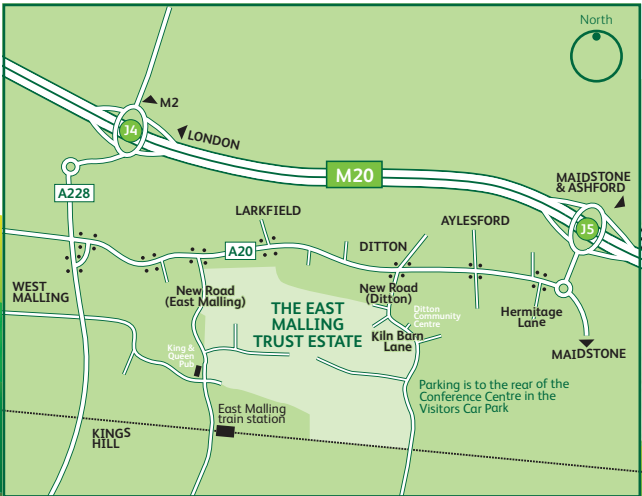 North
M2
J4
LONDON
M20
MAIDSTONE
& ASHFORD
A228
J5
LARKFIELD
AYLESFORD
A20
DITTON
WEST
MALLING
New Road
(East Malling)
New Road
(Ditton)
THE EAST
MALLING
TRUST ESTATE
Ditton
Community
Centre
Hermitage
Lane
Kiln Barn
Lane
King &
Queen
Pub
MAIDSTONE
Parking is to the rear of the
Conference Centre in the
Visitors Car Park
East Malling
train station
KINGS
HILL